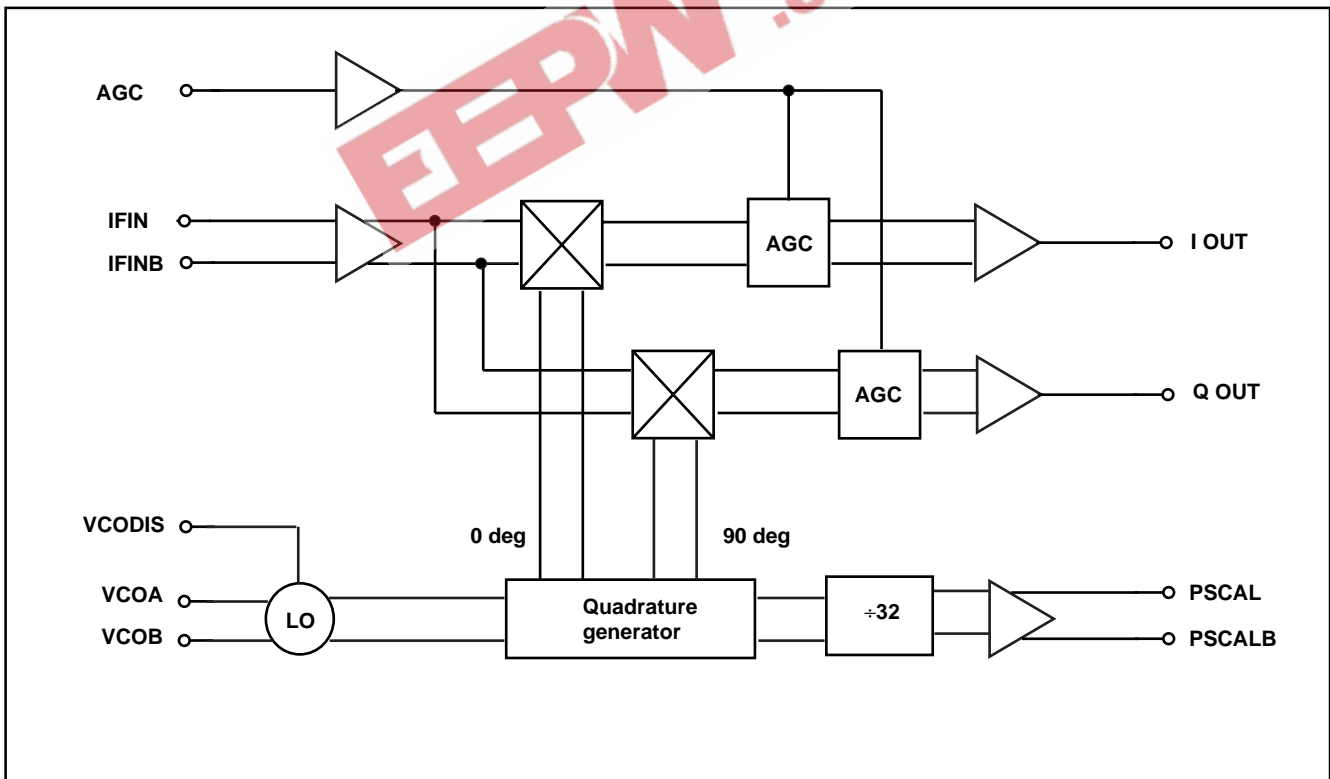 EEPW
AGC
IFIN
IFINB
AGC
I OUT
AGC
Q OUT
VCODIS
0 deg
90 deg
VCOA
VCOB
LO
Quadrature
generator
÷32
PSCAL
PSCALB